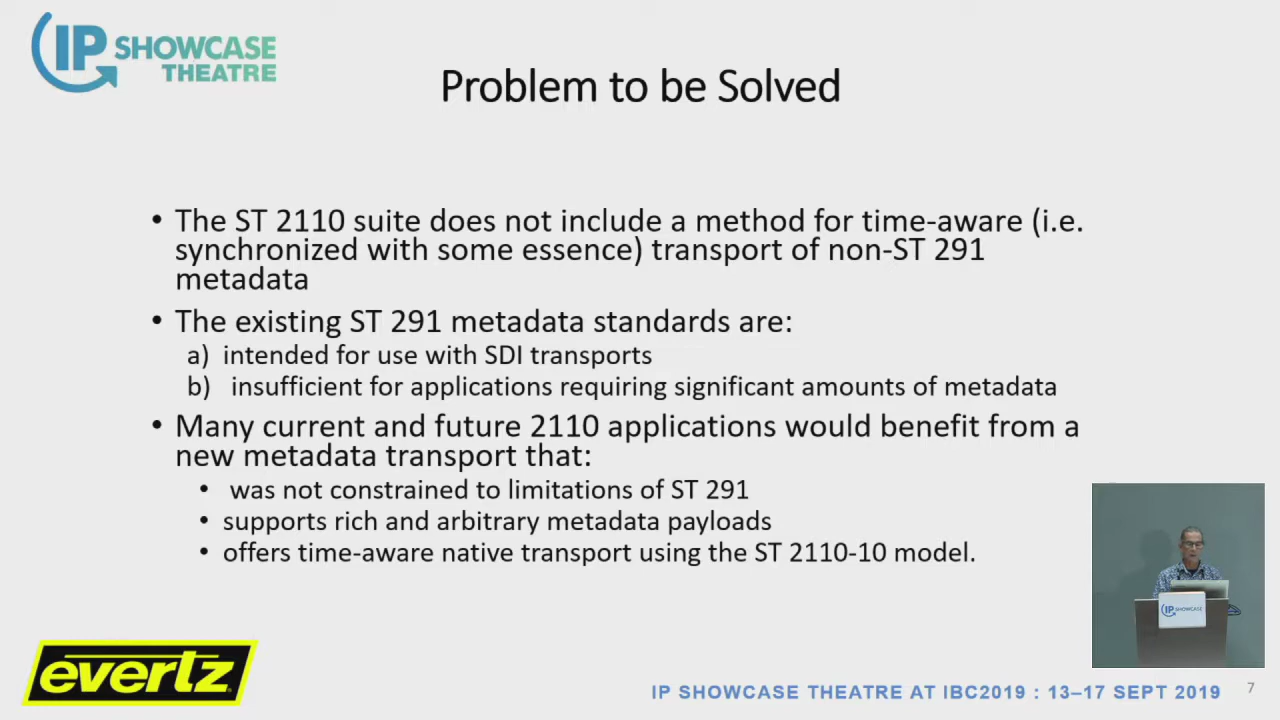 IP SHOWCASE
THEATRE
Problem to be Solved
• The ST 2110 suite does not include a method for time-aware (i.e.
synchronized with some essence) transport of non-ST 291
metadata
• The existing ST 291 metadata standards are:
a) intended for use with SDI transports
b) insufficient for applications requiring significant amounts of metadata
• Many current and future 2110 applications would benefit from a
new metadata transport that:
• was not constrained to limitations of ST 291
• supports rich and arbitrary metadata payloads
• offers time-aware native transport using the ST 2110-10 model.
IP SHOWCASE
evertz
IP SHOWCASE THEATRE AT IBC2019 : 13–17 SEPT 2019
7